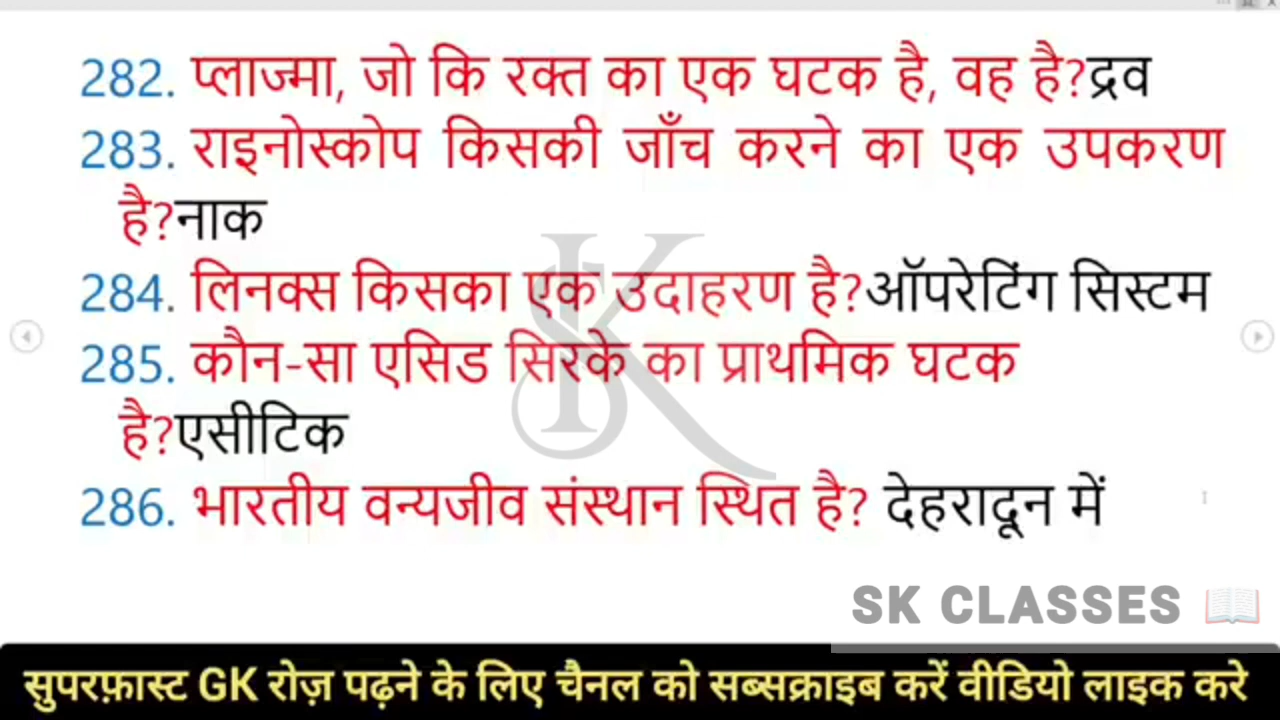 282. प्लाज्मा, जो कि रक्त का एक घटक है, वह है?द्रव
283. राइनोस्कोप किसकी जाँच करने का एक उपकरण
है?नाक
284. लिनक्स किसका एक उदाहरण है?ऑपरेटिंग सिस्टम
285. कौन-सा एसिड सिरके का प्राथमिक घटक
है?एसीटिक
286. भारतीय वन्यजीव संस्थान स्थित है? देहरादून में
SK CLASSES
सुपरफ़ास्ट GK रोज़ पढ़ने के लिए चैनल को सब्सक्राइब करें वीडियो लाइक करे